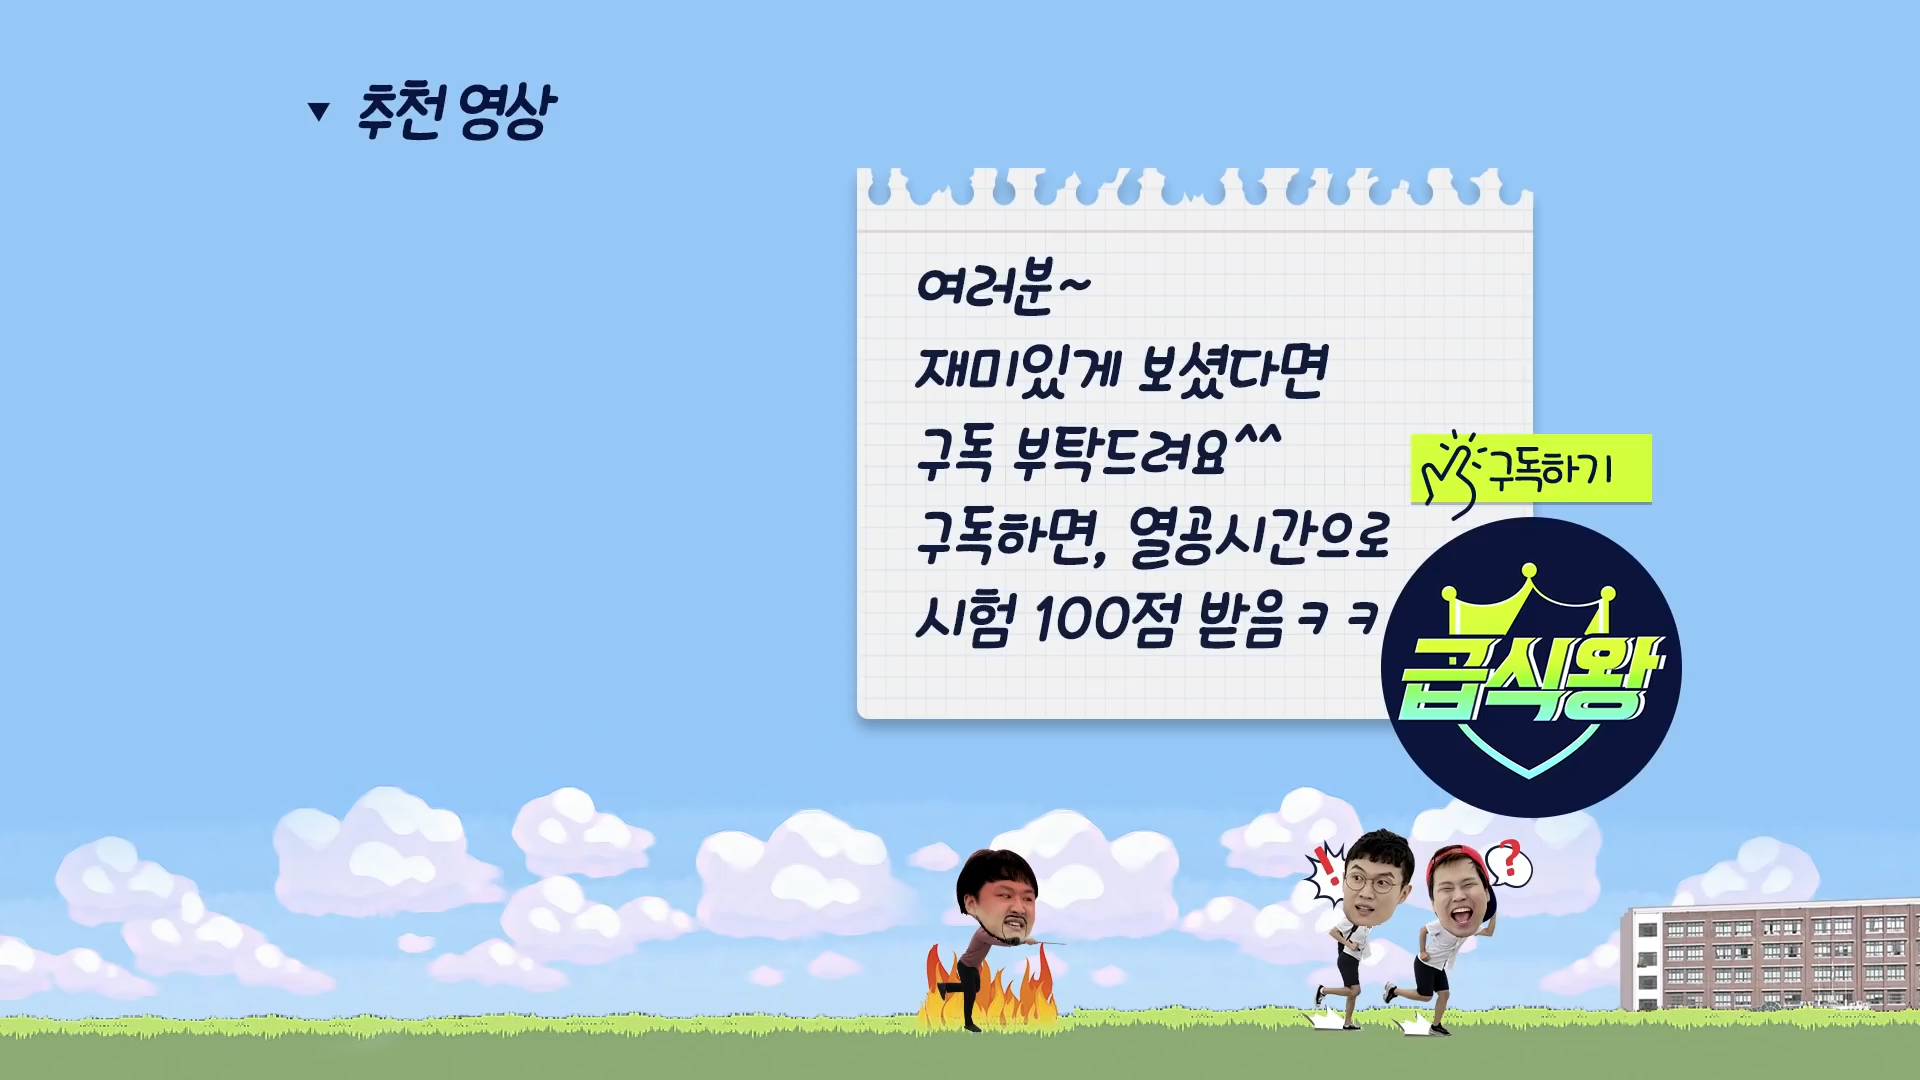 ▼ 추천 영상
여러분~
재미있게 보셨다면
구독 부탁드려요^^
구독하면, 열공시간으로
시험 100점 받음ㅋㅋ
구독하기
급식왕
!
?